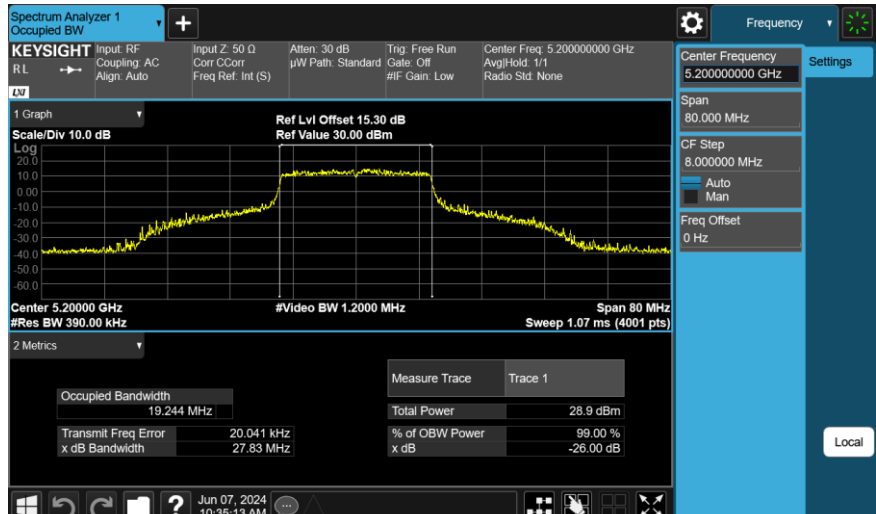 Spectrum Analyzer 1
Occupied BW
+
Frequency
KEYSIGHT
RL
LXI
Input: RF
Coupling: AC
Align: Auto
Input Z: 50 Ω
Corr CCorr
Freq Ref: Int (S)
Atten: 30 dB
µW Path: Standard
Trig: Free Run
Gate: Off
#IF Gain: Low
Center Freq: 5.200000000 GHz
Avg|Hold: 1/1
Radio Std: None
Center Frequency
5.200000000 GHz
Settings
Span
80.000 MHz
CF Step
8.000000 MHz
Auto
Man
Freq Offset
0 Hz
Local
1 Graph
Scale/Div 10.0 dB
Ref Lvl Offset 15.30 dB
Ref Value 30.00 dBm
Log
20.0
10.0
0.00
-10.0
-20.0
-30.0
-40.0
-50.0
-60.0
Center 5.20000 GHz
#Video BW 1.2000 MHz
Span 80 MHz
#Res BW 390.00 kHz
Sweep 1.07 ms (4001 pts)
2 Metrics
Measure Trace Trace 1
Occupied Bandwidth
19.244 MHz
Total Power 28.9 dBm
Transmit Freq Error 20.041 kHz
% of OBW Power 99.00 %
x dB Bandwidth 27.83 MHz
x dB -26.00 dB
?
Jun 07, 2024
10:35:13 AM